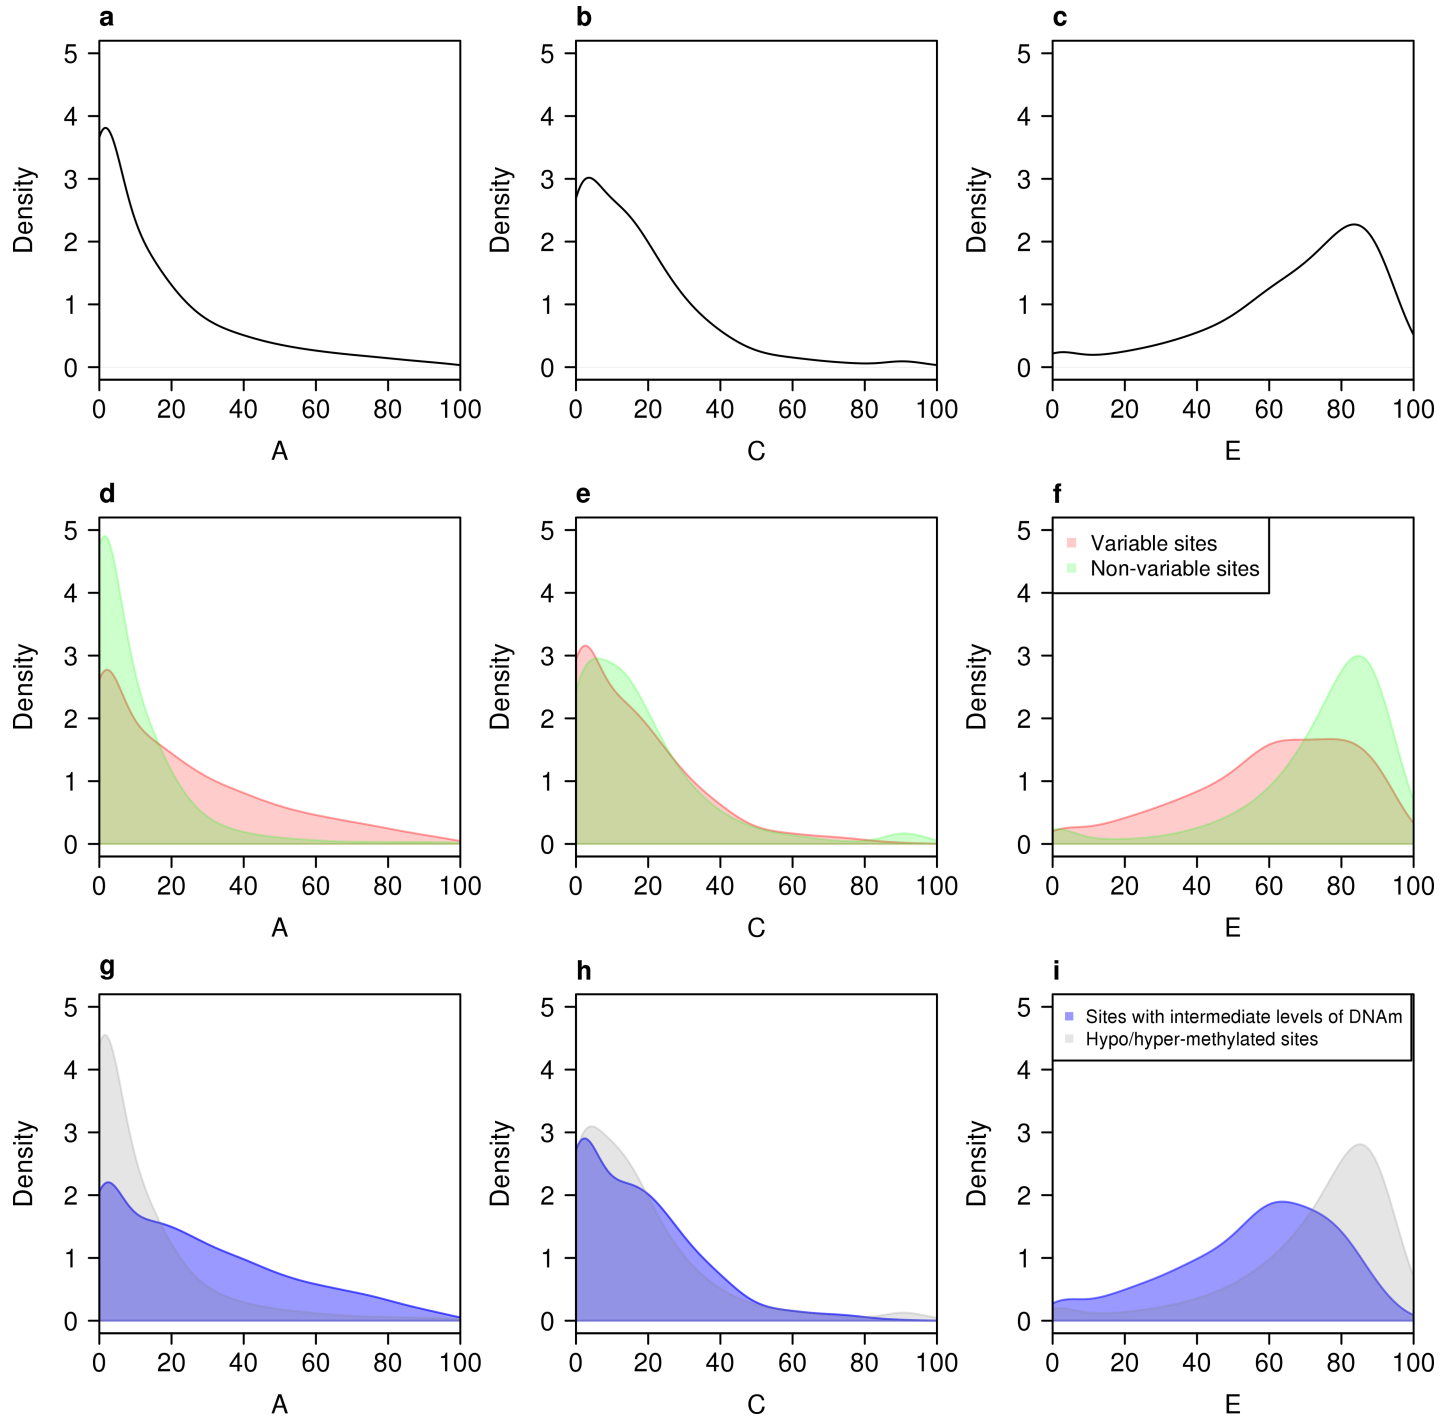 a
b
c
5
4
3
2
1
0
Density
0 20 40 60 80 100
A
5
4
3
2
1
0
Density
0 20 40 60 80 100
C
5
4
3
2
1
0
Density
0 20 40 60 80 100
E
d
e
f
5
4
3
2
1
0
Density
0 20 40 60 80 100
A
5
4
3
2
1
0
Density
0 20 40 60 80 100
C
Variable sites
Non-variable sites
5
4
3
2
1
0
Density
0 20 40 60 80 100
E
g
h
i
5
4
3
2
1
0
Density
0 20 40 60 80 100
A
5
4
3
2
1
0
Density
0 20 40 60 80 100
C
Sites with intermediate levels of DNAm
Hypo/hyper-methylated sites
5
4
3
2
1
0
Density
0 20 40 60 80 100
E